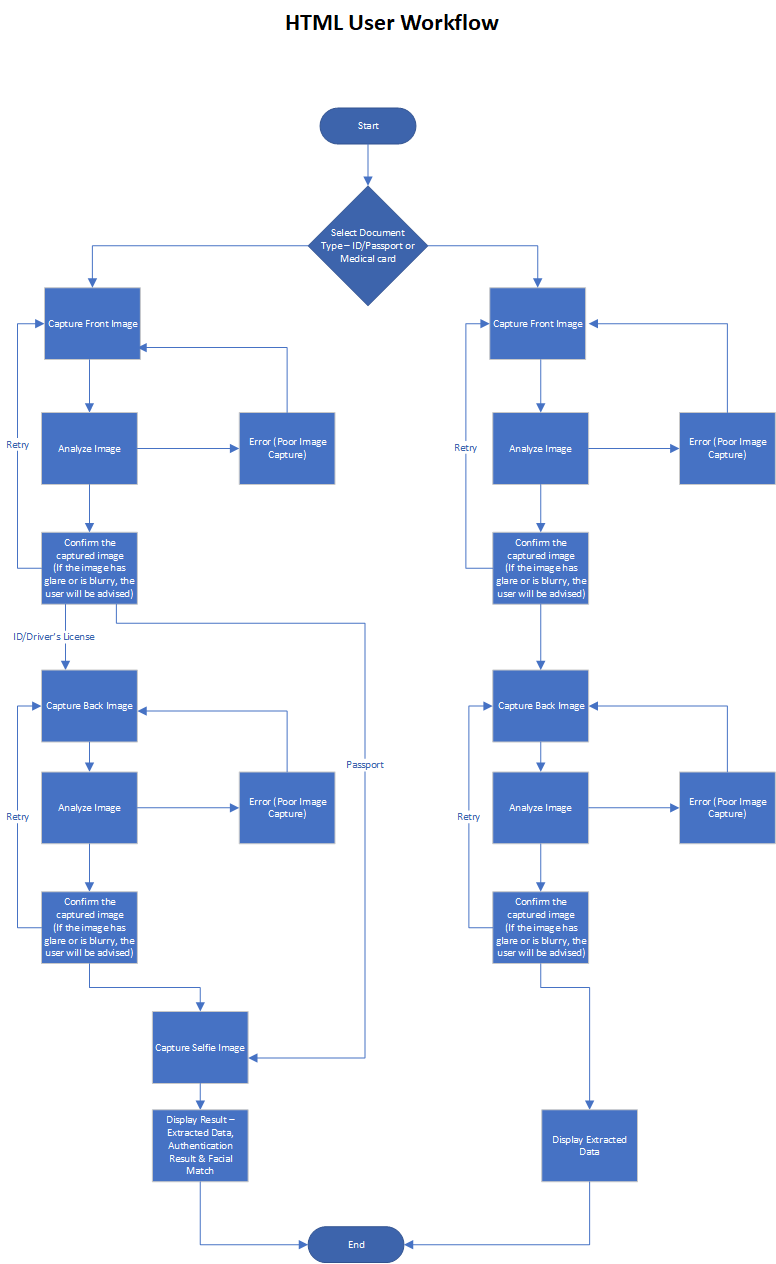 HTML User Workflow
Start
Select Document
Type – ID/Passport or
Medical card
Capture Front Image
Capture Front Image
Retry
Analyze Image
Error (Poor Image
Capture)
Retry
Analyze Image
Error (Poor Image
Capture)
Confirm the
captured image
(If the image has
glare or is blurry, the
user will be advised)
Confirm the
captured image
(If the image has
glare or is blurry, the
user will be advised)
ID/Driver's License
Capture Back Image
Capture Back Image
Passport
Retry
Analyze Image
Error (Poor Image
Capture)
Retry
Analyze Image
Error (Poor Image
Capture)
Confirm the
captured image
(If the image has
glare or is blurry, the
user will be advised)
Confirm the
captured image
(If the image has
glare or is blurry, the
user will be advised)
Capture Selfie Image
Display Result –
Extracted Data,
Authentication
Result & Facial
Match
Display Extracted
Data
End